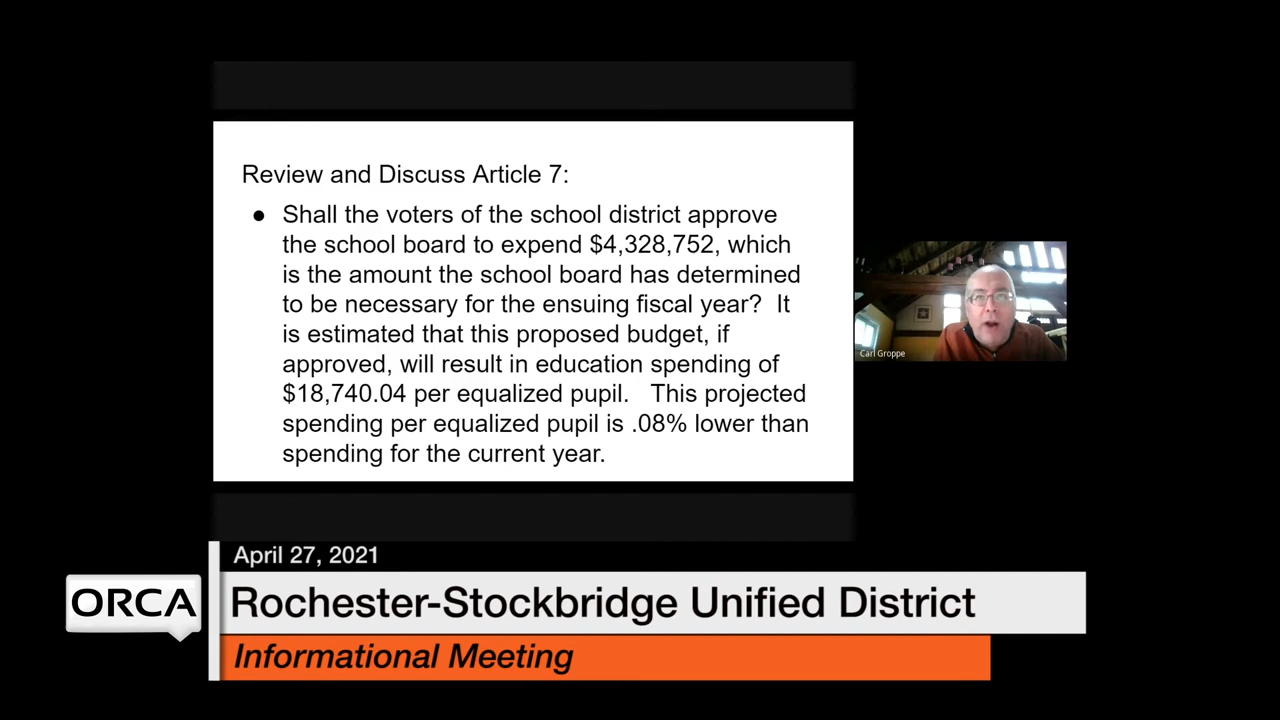 Review and Discuss Article 7:
● Shall the voters of the school district approve
the school board to expend $4,328,752, which
is the amount the school board has determined
to be necessary for the ensuing fiscal year? It
is estimated that this proposed budget, if
approved, will result in education spending of
$18,740.04 per equalized pupil. This projected
spending per equalized pupil is .08% lower than
spending for the current year.
Carl Groppe
April 27, 2021
ORCA
Rochester-Stockbridge Unified District
Informational Meeting